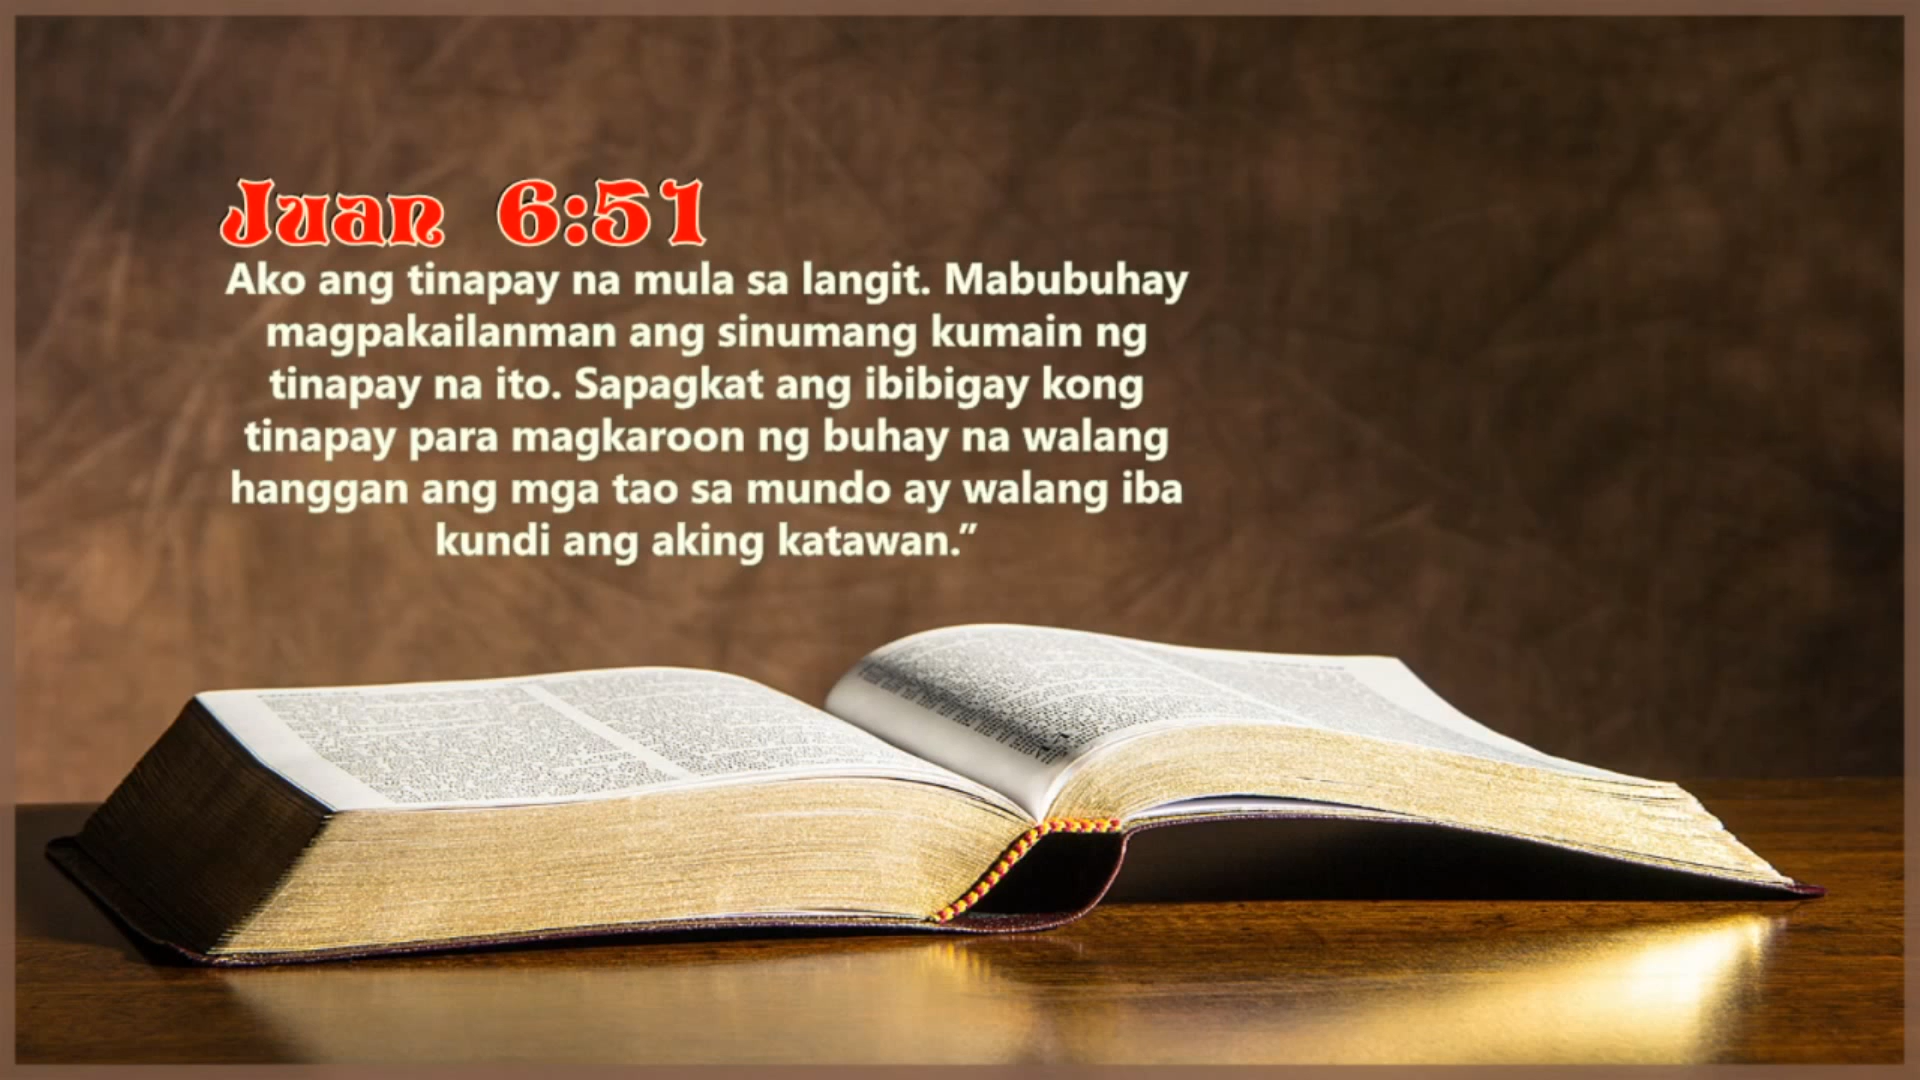 Juan 6:51
Ako ang tinapay na mula sa langit. Mabubuhay
magpakailanman ang sinumang kumain ng
tinapay na ito. Sapagkat ang ibibigay kong
tinapay para magkaroon ng buhay na walang
hanggan ang mga tao sa mundo ay walang iba
kundi ang aking katawan.”